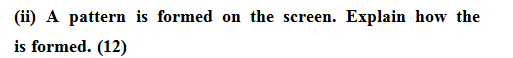 (ii) A pattern is formed on the screen. Explain how the
is formed. (12)